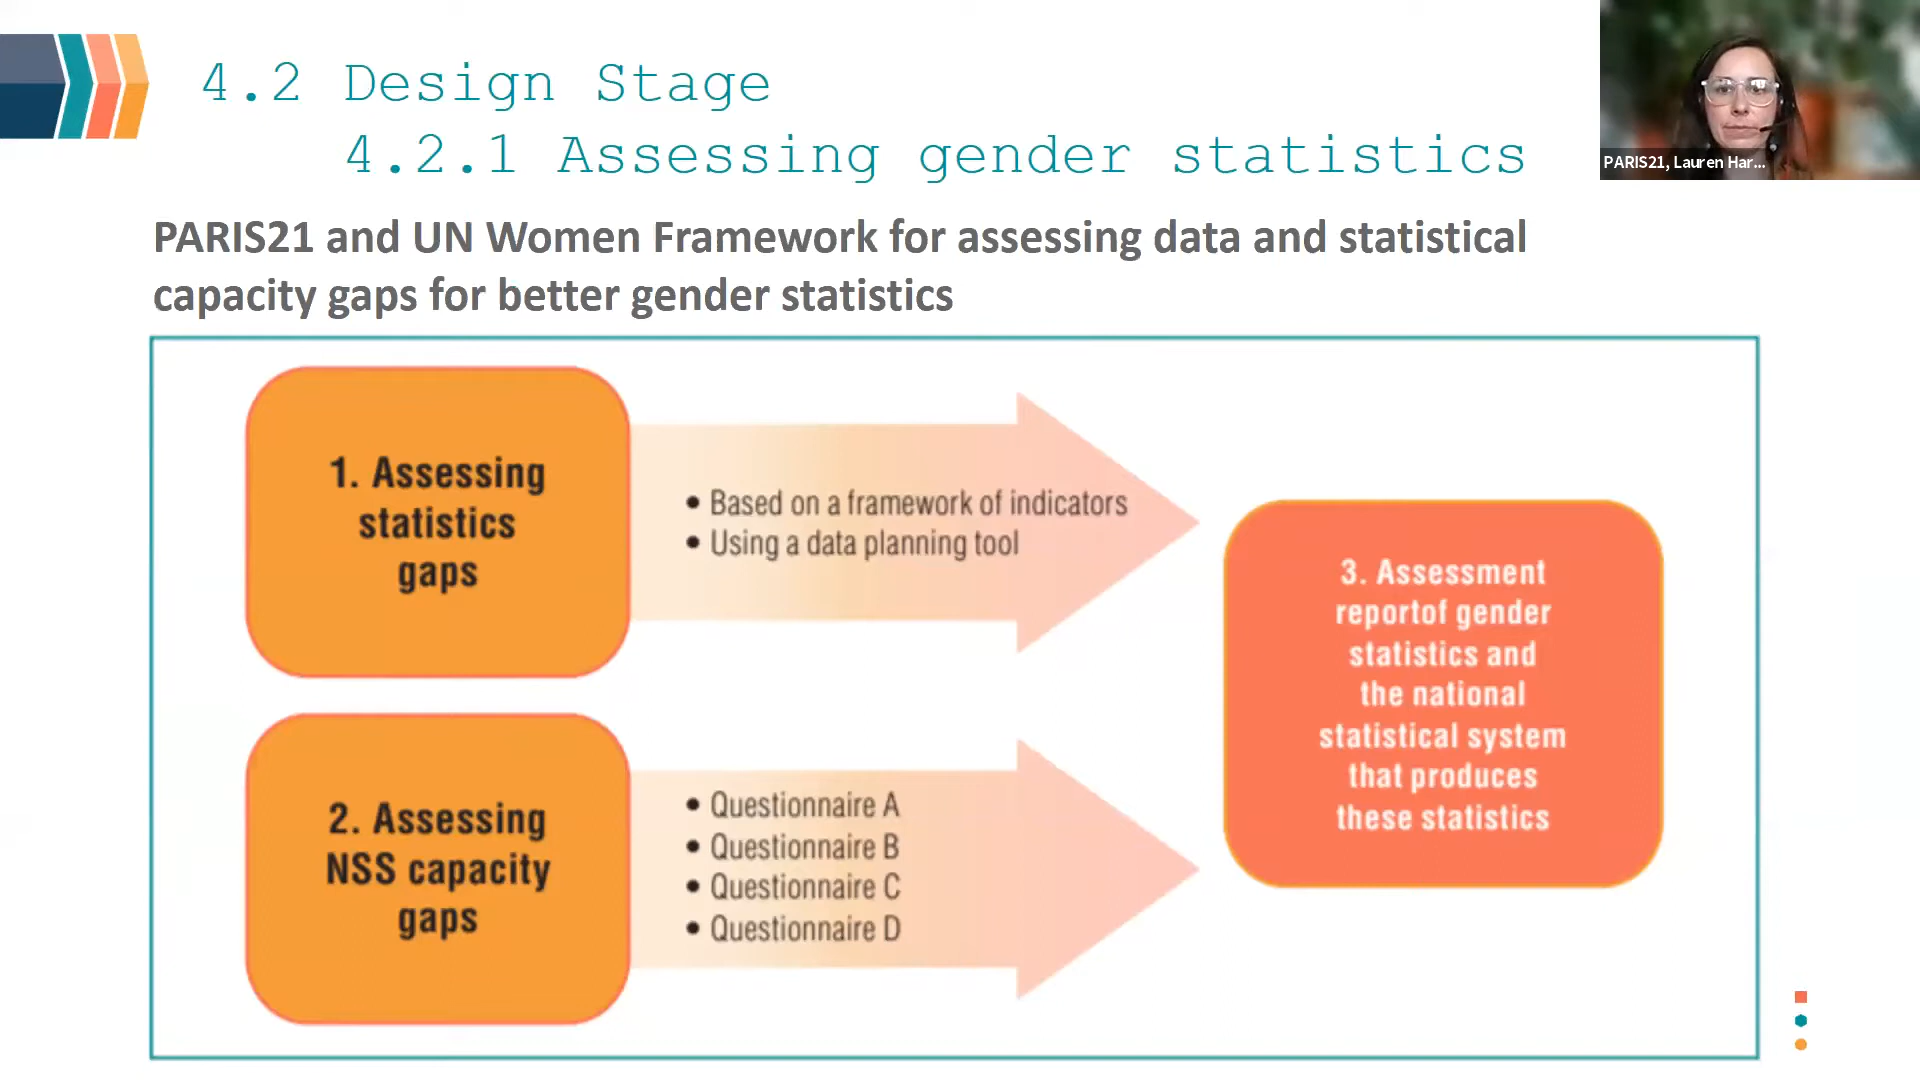 4.2 Design Stage
4.2.1 Assessing gender statistics
PARIS21, Lauren Har...
PARIS21 and UN Women Framework for assessing data and statistical
capacity gaps for better gender statistics
1. Assessing
statistics
gaps
• Based on a framework of indicators
• Using a data planning tool
2. Assessing
NSS capacity
gaps
• Questionnaire A
• Questionnaire B
• Questionnaire C
• Questionnaire D
3. Assessment
reportof gender
statistics and
the national
statistical system
that produces
these statistics